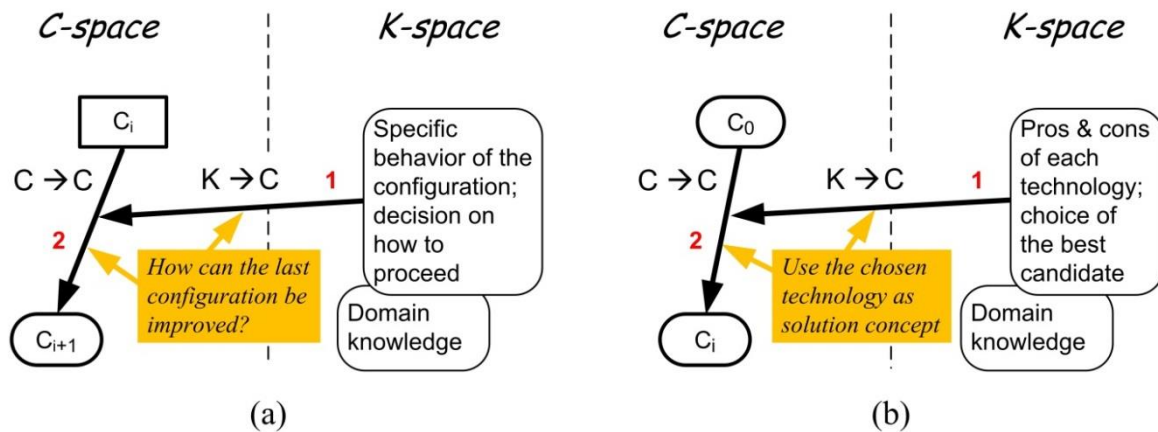 C-space
K-space
Ci
C → C
K → C
1
2
Specific
behavior of the
configuration;
decision on
how to
proceed
How can the last
configuration be
improved?
Domain
knowledge
Ci+1
(a)
C-space
K-space
C0
C → C
K → C
1
2
Pros & cons
of each
technology;
choice of
the best
candidate
Use the chosen
technology as
solution concept
Domain
knowledge
Ci
(b)